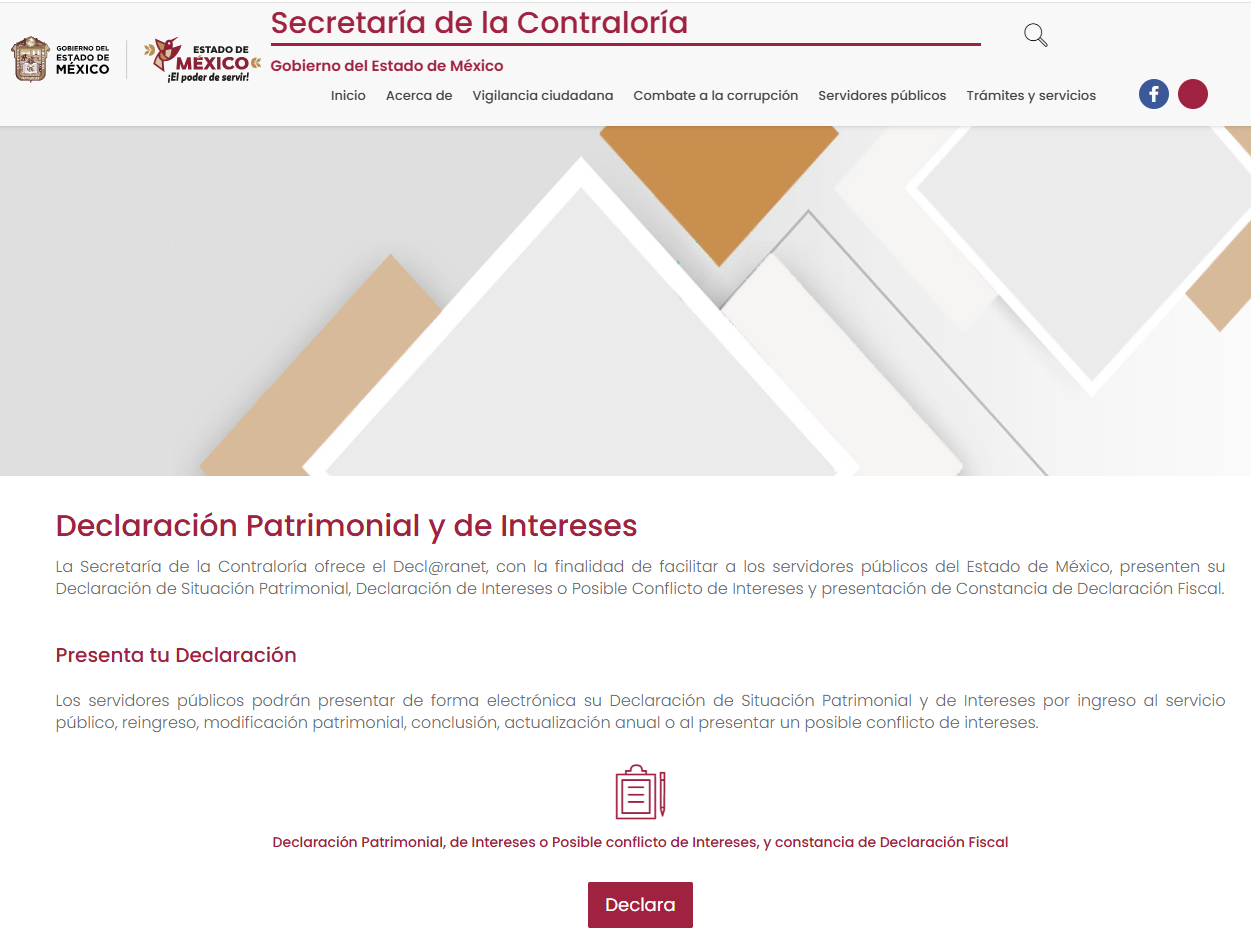 GOBIERNO DEL
ESTADO DE
MÉXICO
ESTADO DE
MÉXICO
¡El poder de servir!
Secretaría de la Contraloría
Gobierno del Estado de México
Inicio Acerca de Vigilancia ciudadana Combate a la corrupción Servidores públicos Trámites y servicios
Declaración Patrimonial y de Intereses
La Secretaría de la Contraloría ofrece el Decl@ranet, con la finalidad de facilitar a los servidores públicos del Estado de México, presenten su
Declaración de Situación Patrimonial, Declaración de Intereses o Posible Conflicto de Intereses y presentación de Constancia de Declaración Fiscal.
Presenta tu Declaración
Los servidores públicos podrán presentar de forma electrónica su Declaración de Situación Patrimonial y de Intereses por ingreso al servicio
público, reingreso, modificación patrimonial, conclusión, actualización anual o al presentar un posible conflicto de intereses.
Declaración Patrimonial, de Intereses o Posible conflicto de Intereses, y constancia de Declaración Fiscal
Declara